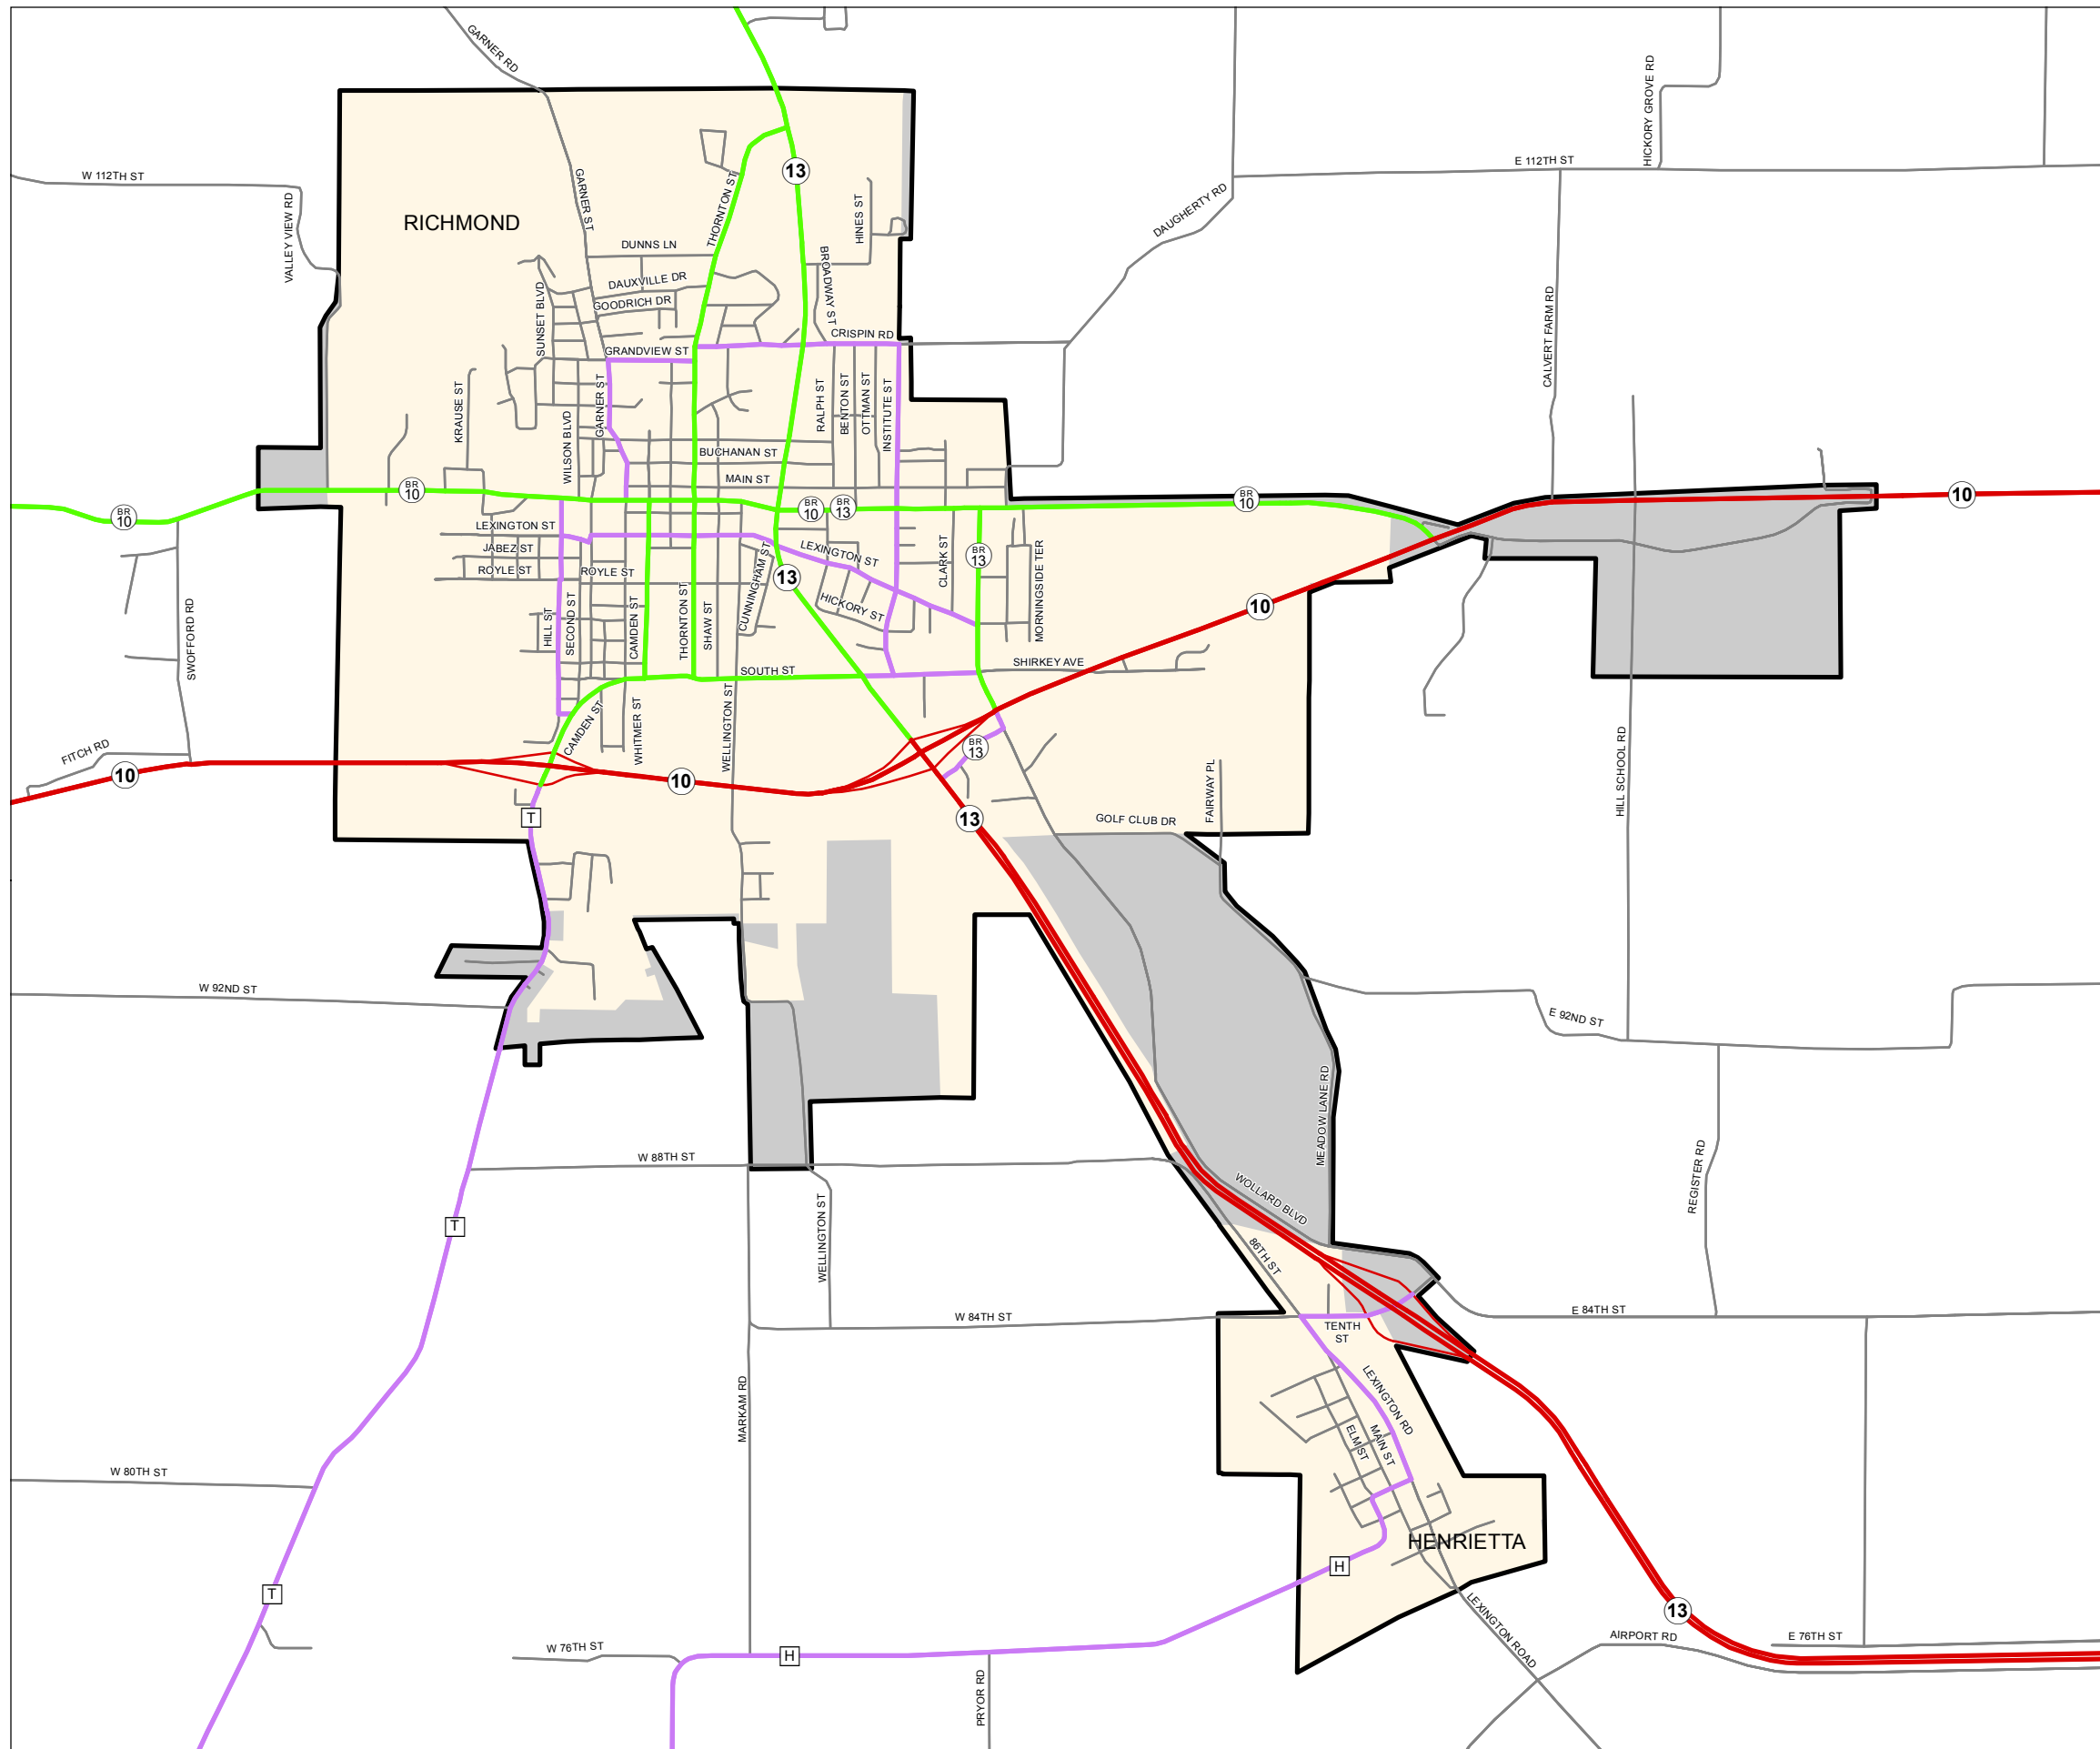 GARNER RD
HICKORY GROVE RD
E 112TH ST
13
W 112TH ST
VALLEY VIEW RD
GARNER ST
THORNTON ST
HINES ST
DAUGHERTY RD
RICHMOND
DUNNS LN
BROADWAY ST
DAUXVILLE DR
GOODRICH DR
SUNSET BLVD
CALVERT FARM RD
CRISPIN RD
GRANDVIEW ST
KRAUSE ST
WILSON BLVD
GARNER ST
RALPH ST
BENTON ST
OTTMAN ST
INSTITUTE ST
BUCHANAN ST
MAIN ST
BR
10
BR
10
BR
10
BR
13
BR
10
10
LEXINGTON ST
JABEZ ST
ROYLE ST
ROYLE ST
LEXINGTON ST
CLARK ST
BR
13
MORNINGSIDE TER
CUNNINGHAM ST
13
HICKORY ST
10
SWOFFORD RD
HILL ST
SECOND ST
CAMDEN ST
THORNTON ST
SHAW ST
SOUTH ST
SHIRKEY AVE
WELLINGTON ST
WHITMER ST
CAMDEN ST
FITCH RD
10
10
BR
13
T
13
GOLF CLUB DR
FAIRWAY PL
HILL SCHOOL RD
W 92ND ST
E 92ND ST
MEADOW LANE RD
REGISTER RD
W 88TH ST
WOLLARD BLVD
T
WELLINGTON ST
86TH ST
W 84TH ST
E 84TH ST
TENTH
ST
MARKAM RD
LEXINGTON RD
MAIN ST
ELM ST
W 80TH ST
HENRIETTA
H
T
LEXINGTON ROAD
13
AIRPORT RD
E 76TH ST
W 76TH ST
H
PRYOR RD